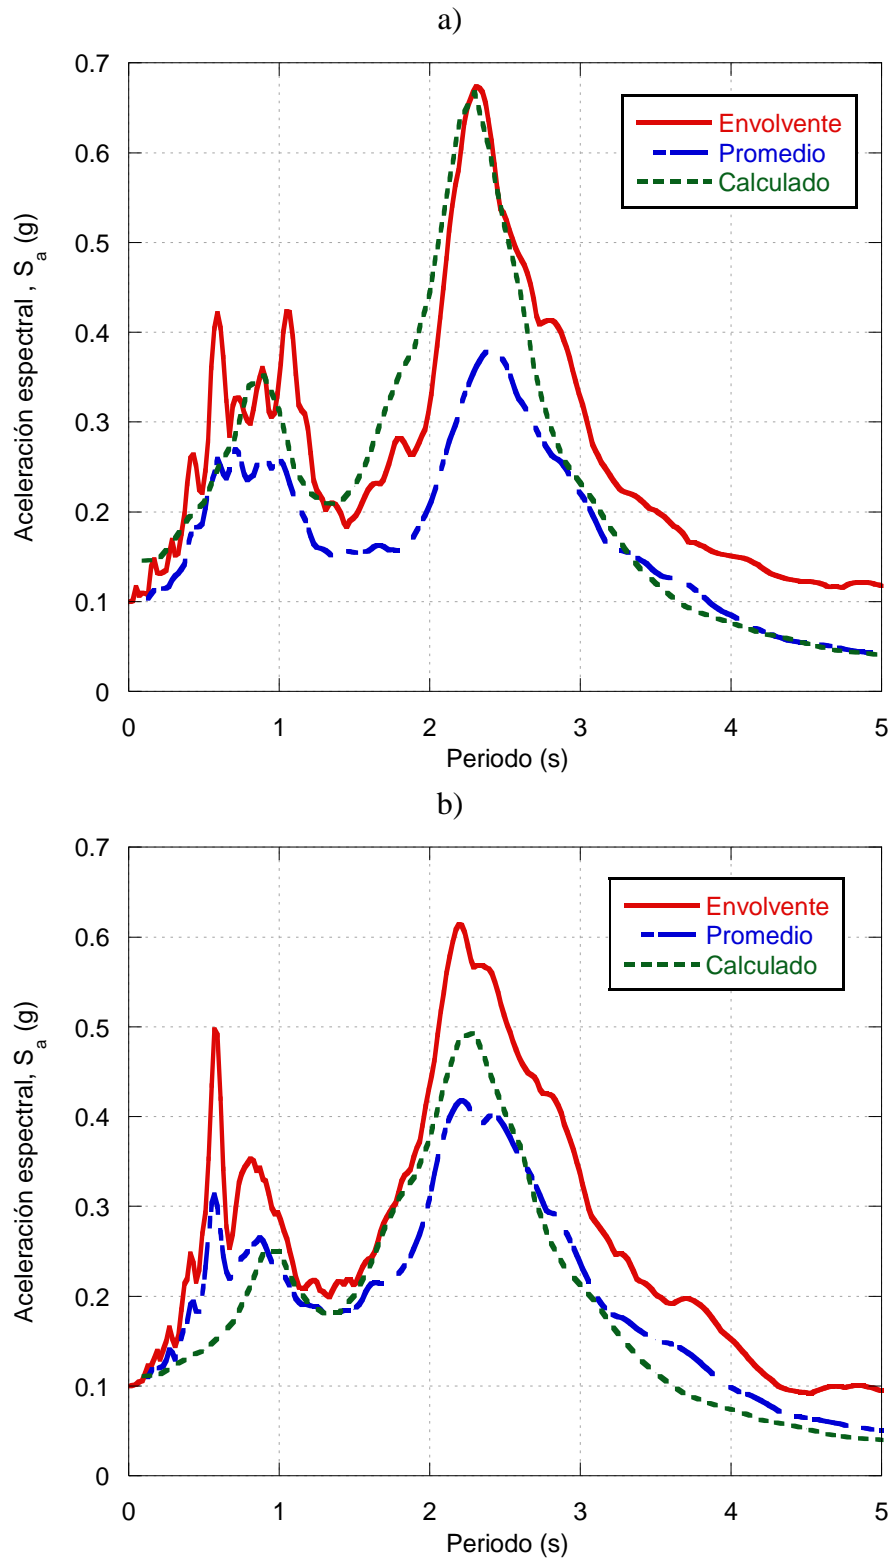 a)
0.7
0.6
0.5
0.4
0.3
0.2
0.1
0
Aceleración espectral , Sa (g)
Envolvente
Promedio
Calculado
0 1 2 3 4 5
Periodo (s)
b)
0.7
0.6
0.5
0.4
0.3
0.2
0.1
0
Aceleración espectral, Sa (g)
Envolvente
Promedio
Calculado
0 1 2 3 4 5
Periodo (s)